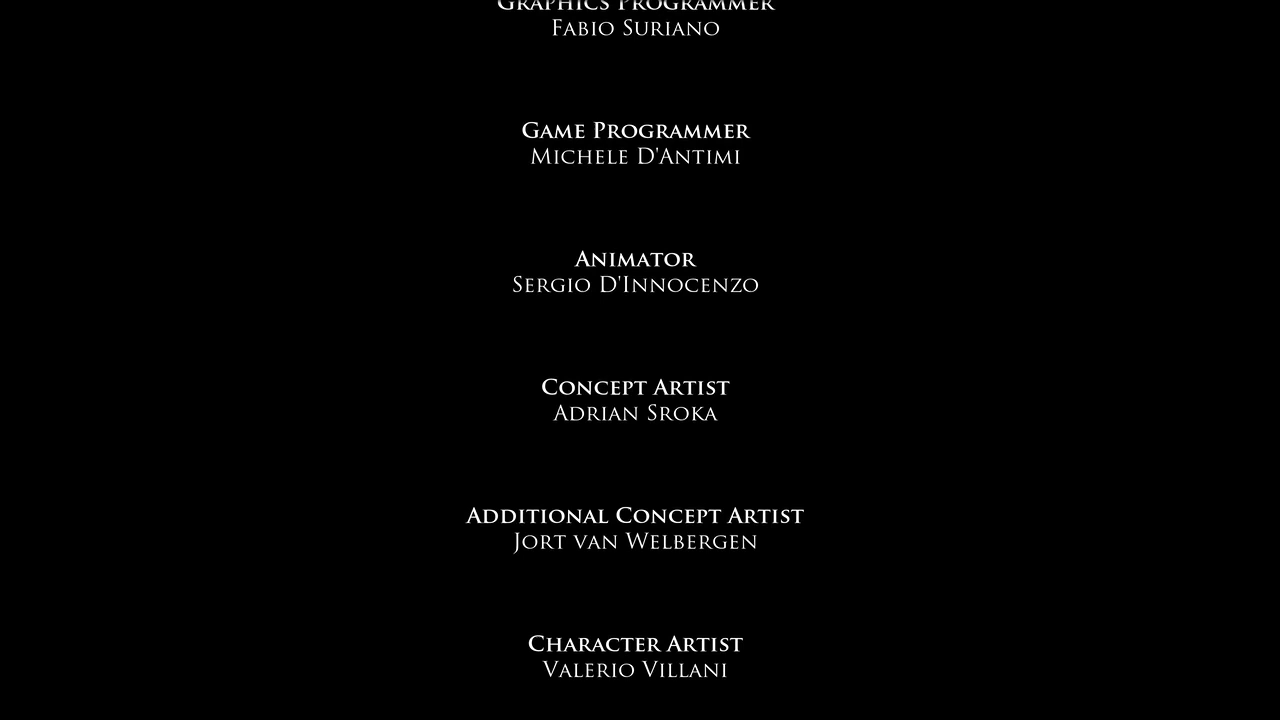 Graphics Programmer
Fabio Suriano
Game Programmer
Michele D'Antimi
Animator
Sergio D'Innocenzo
Concept Artist
Adrian Sroka
Additional Concept Artist
Jort van Welbergen
Character Artist
Valerio Villani